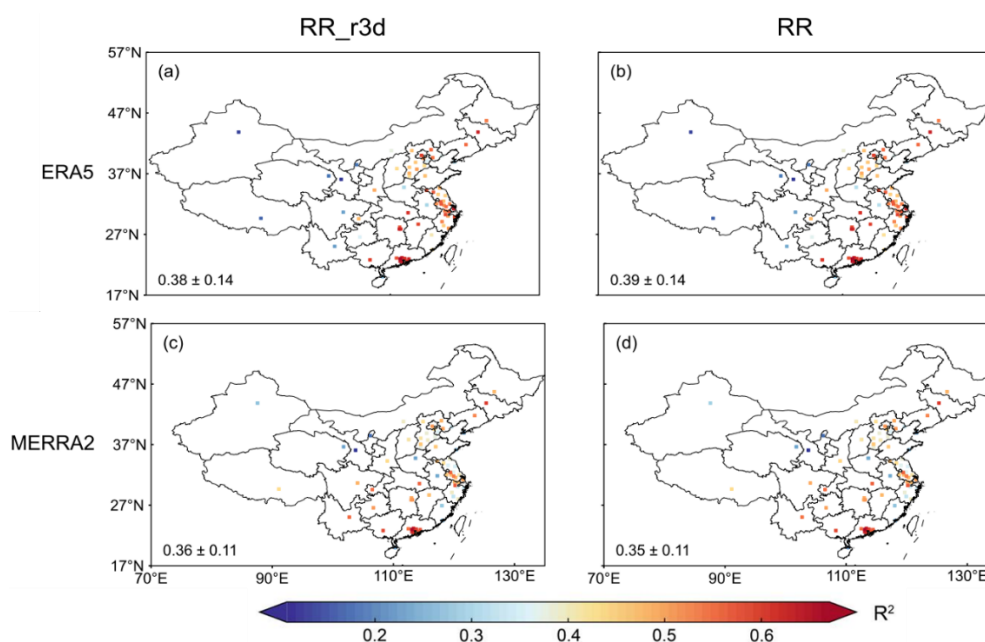 RR_r3d RR
57°N (a) (b)
47°N
ERA5 37°N
27°N
17°N 0.38 ± 0.14 0.39 ± 0.14
57°N (c) (d)
47°N
MERRA2 37°N
27°N
17°N 0.36 ± 0.11 0.35 ± 0.11
70°E 90°E 110°E 130°E 70°E 90°E 110°E 130°E
R²
0.2 0.3 0.4 0.5 0.6